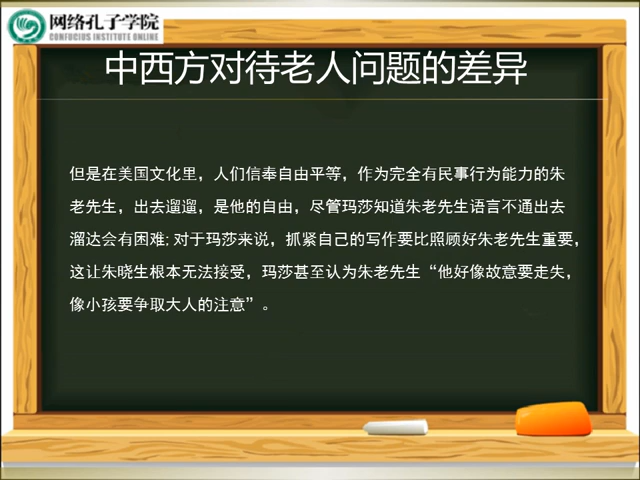 网络孔子学院
CONFUCIUS INSTITUTE ONLINE
中西方对待老人问题的差异
但是在美国文化里，人们信奉自由平等，作为完全有民事行为能力的朱
老先生，出去遛遛，是他的自由，尽管玛莎知道朱老先生语言不通出去
溜达会有困难; 对于玛莎来说，抓紧自己的写作要比照顾好朱老先生重要，
这让朱晓生根本无法接受，玛莎甚至认为朱老先生“他好像故意要走失，
像小孩要争取大人的注意”。